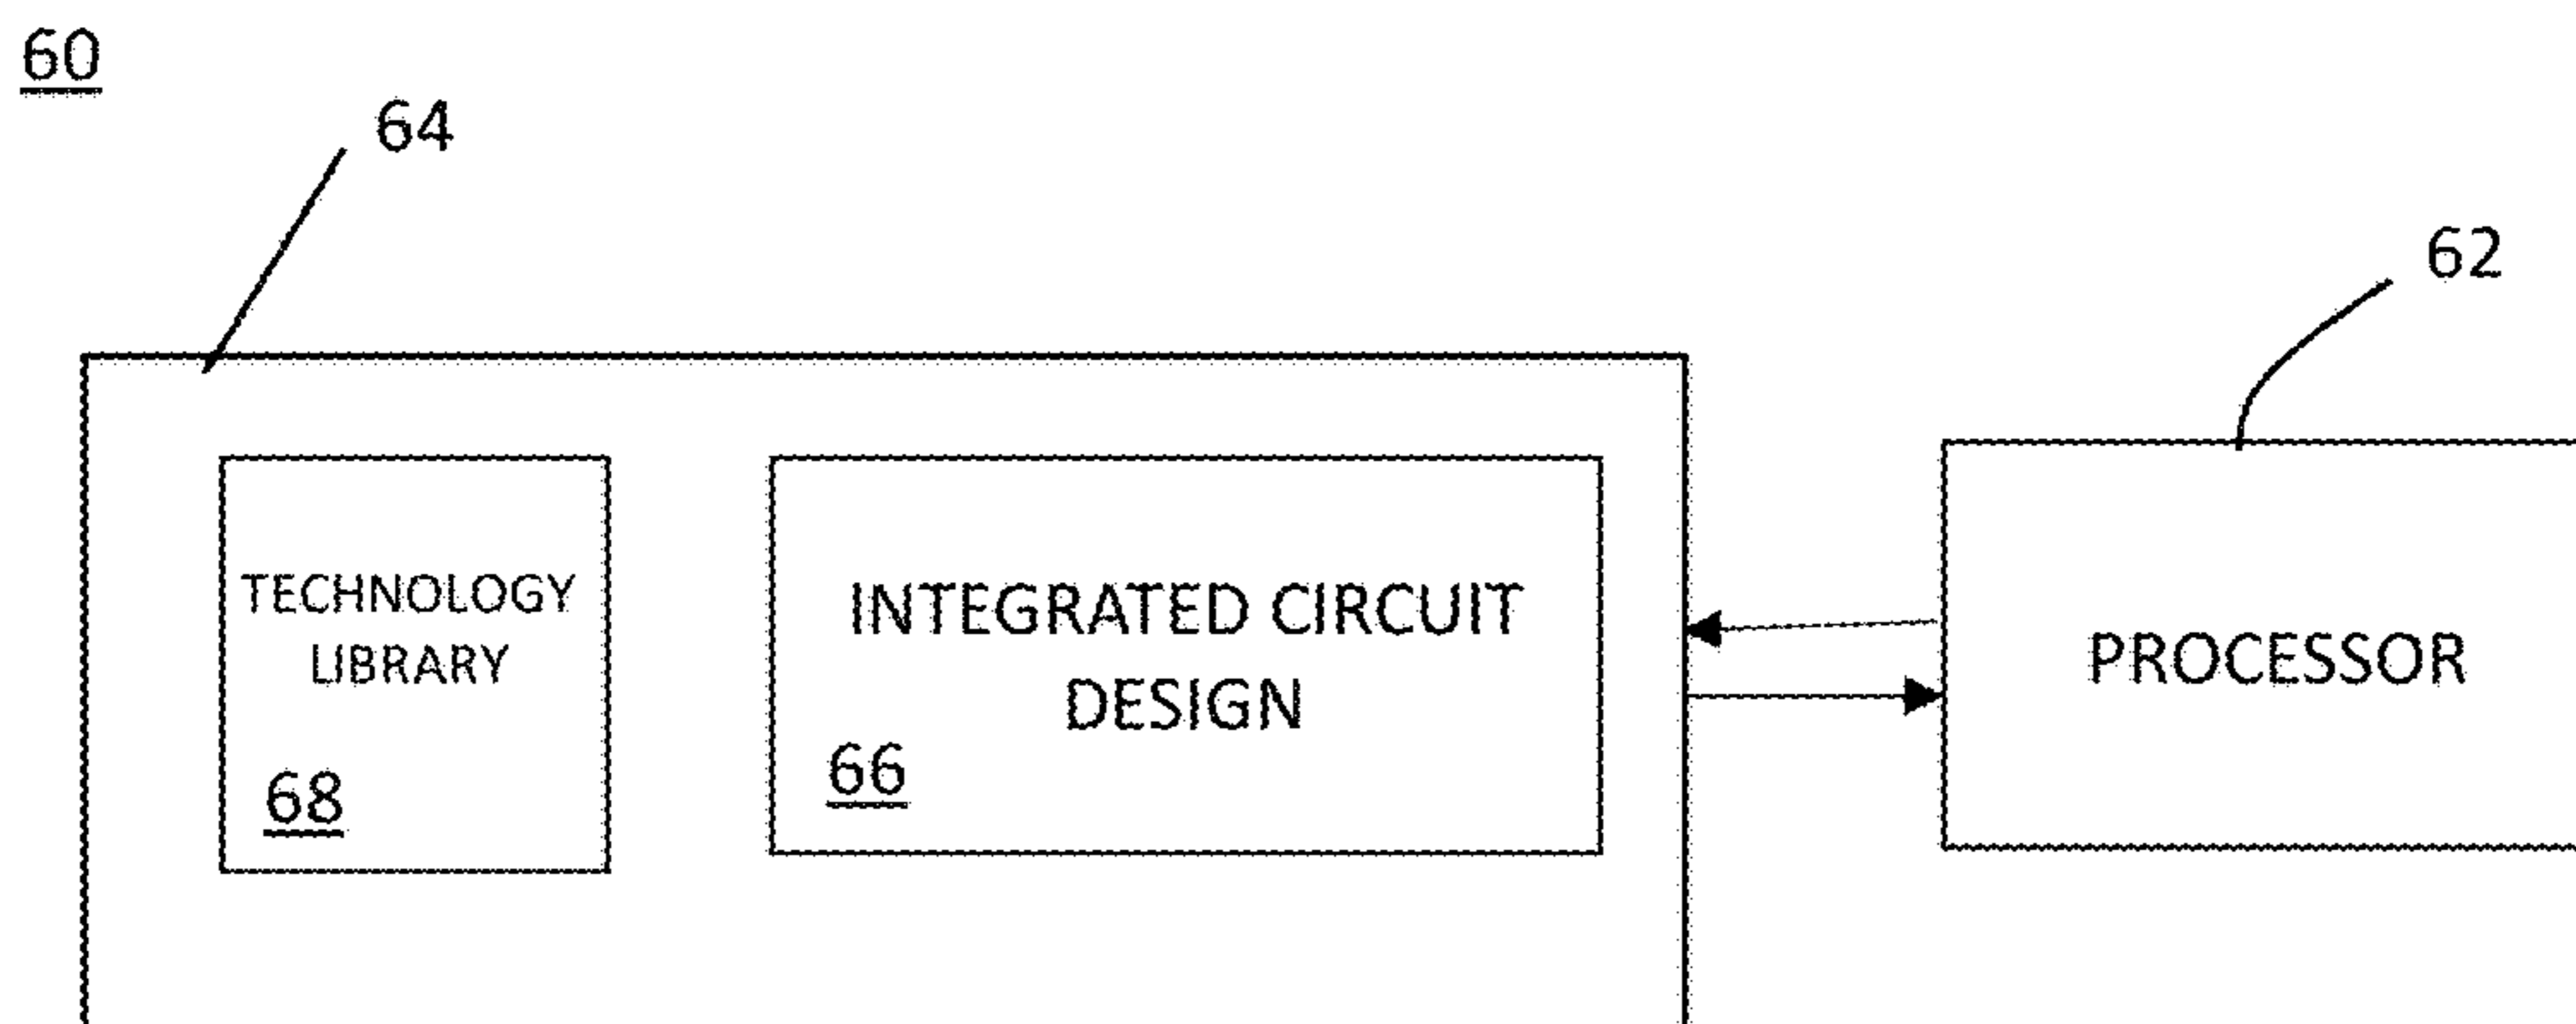 60
64
62
TECHNOLOGY
LIBRARY
68
INTEGRATED CIRCUIT
DESIGN
66
PROCESSOR